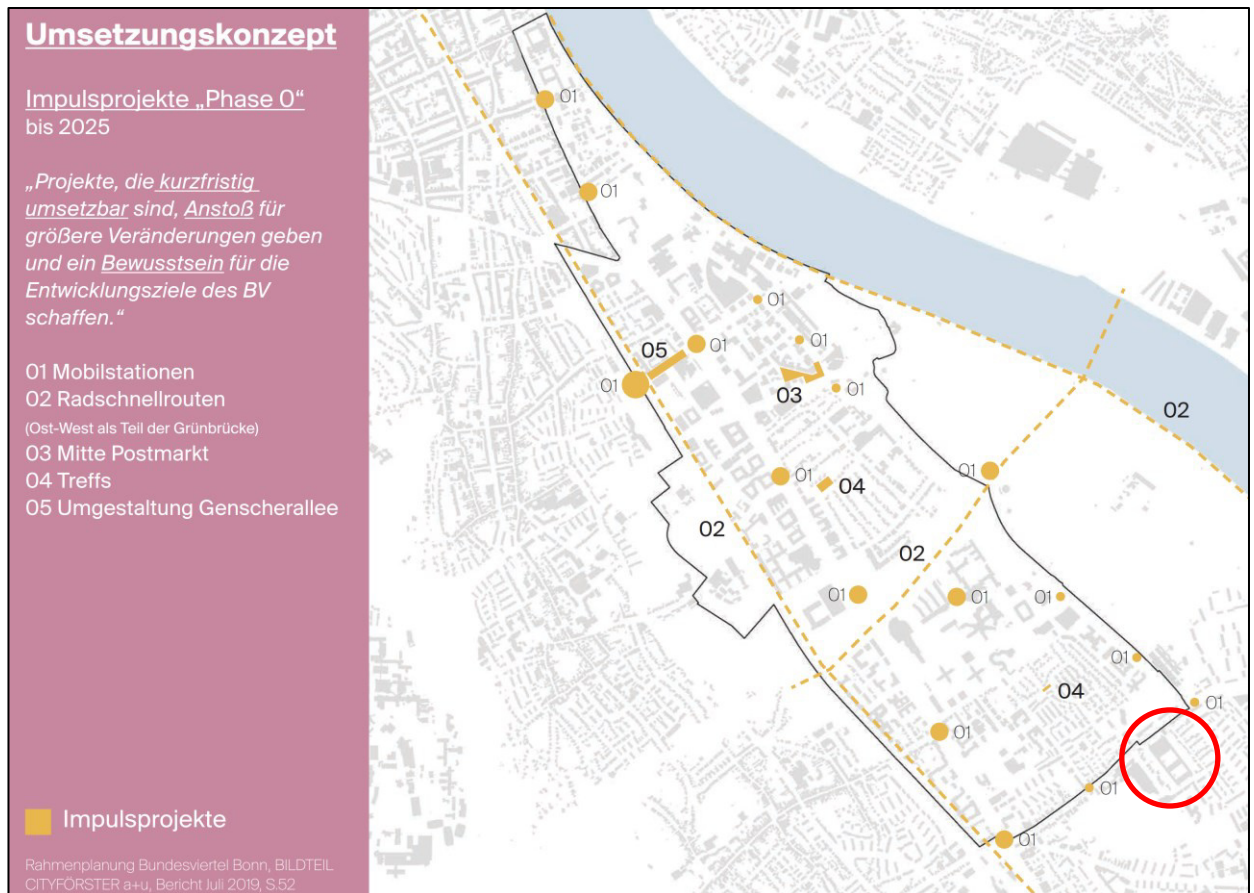 Umsetzungskonzept
Impulsprojekte „Phase 0“
bis 2025
„Projekte, die kurzfristig
umsetzbar sind, Anstoß für
größere Veränderungen geben
und ein Bewusstsein für die
Entwicklungsziele des BV
schaffen.“
01 Mobilstationen
02 Radschnellrouten
(Ost-West als Teil der Grünbrücke)
03 Mitte Postmarkt
04 Treffs
05 Umgestaltung Genscherallee
Impulsprojekte
Rahmenplanung Bundesviertel Bonn, BILDTEIL
CITYFÖRSTER a+u, Bericht Juli 2019, S.52
01
01
01
05
01
01
01
03
01
02
01
01
04
02
02
01
01
01
01
04
01
01
01
01